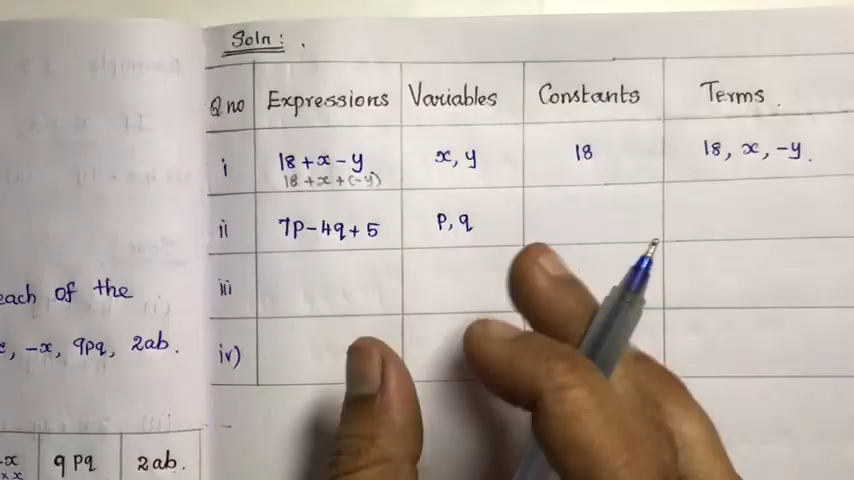 Soln :
Q no Expressions Variables Constants Terms .
i 18 + x - y x, y 18 18, x, -y .
18 + x + (-y)
ii 7p - 4q + 5 p, q
iii
iv)
each of the
, -x, 9pq, 2ab.
-x 9pq 2ab.